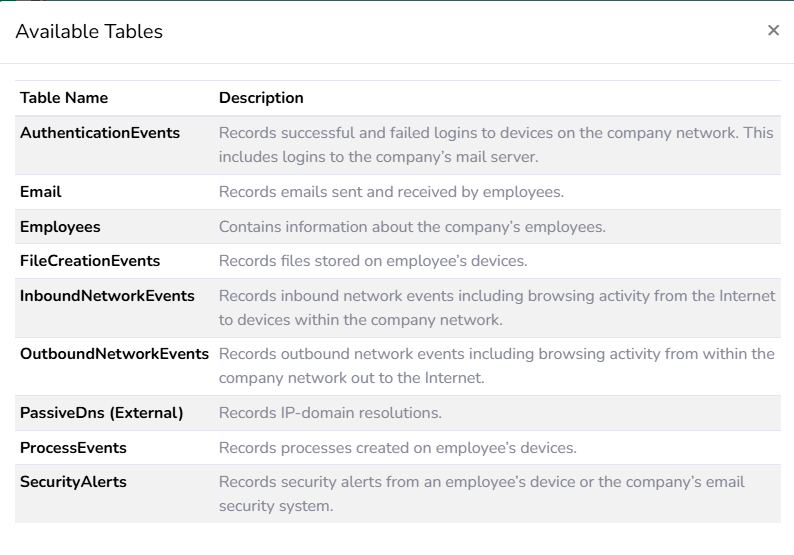 Available Tables
×
Table Name Description
AuthenticationEvents Records successful and failed logins to devices on the company network. This
includes logins to the company’s mail server.
Email Records emails sent and received by employees.
Employees Contains information about the company’s employees.
FileCreationEvents Records files stored on employee’s devices.
InboundNetworkEvents Records inbound network events including browsing activity from the Internet
to devices within the company network.
OutboundNetworkEvents Records outbound network events including browsing activity from within the
company network out to the Internet.
PassiveDns (External) Records IP-domain resolutions.
ProcessEvents Records processes created on employee’s devices.
SecurityAlerts Records security alerts from an employee’s device or the company’s email
security system.